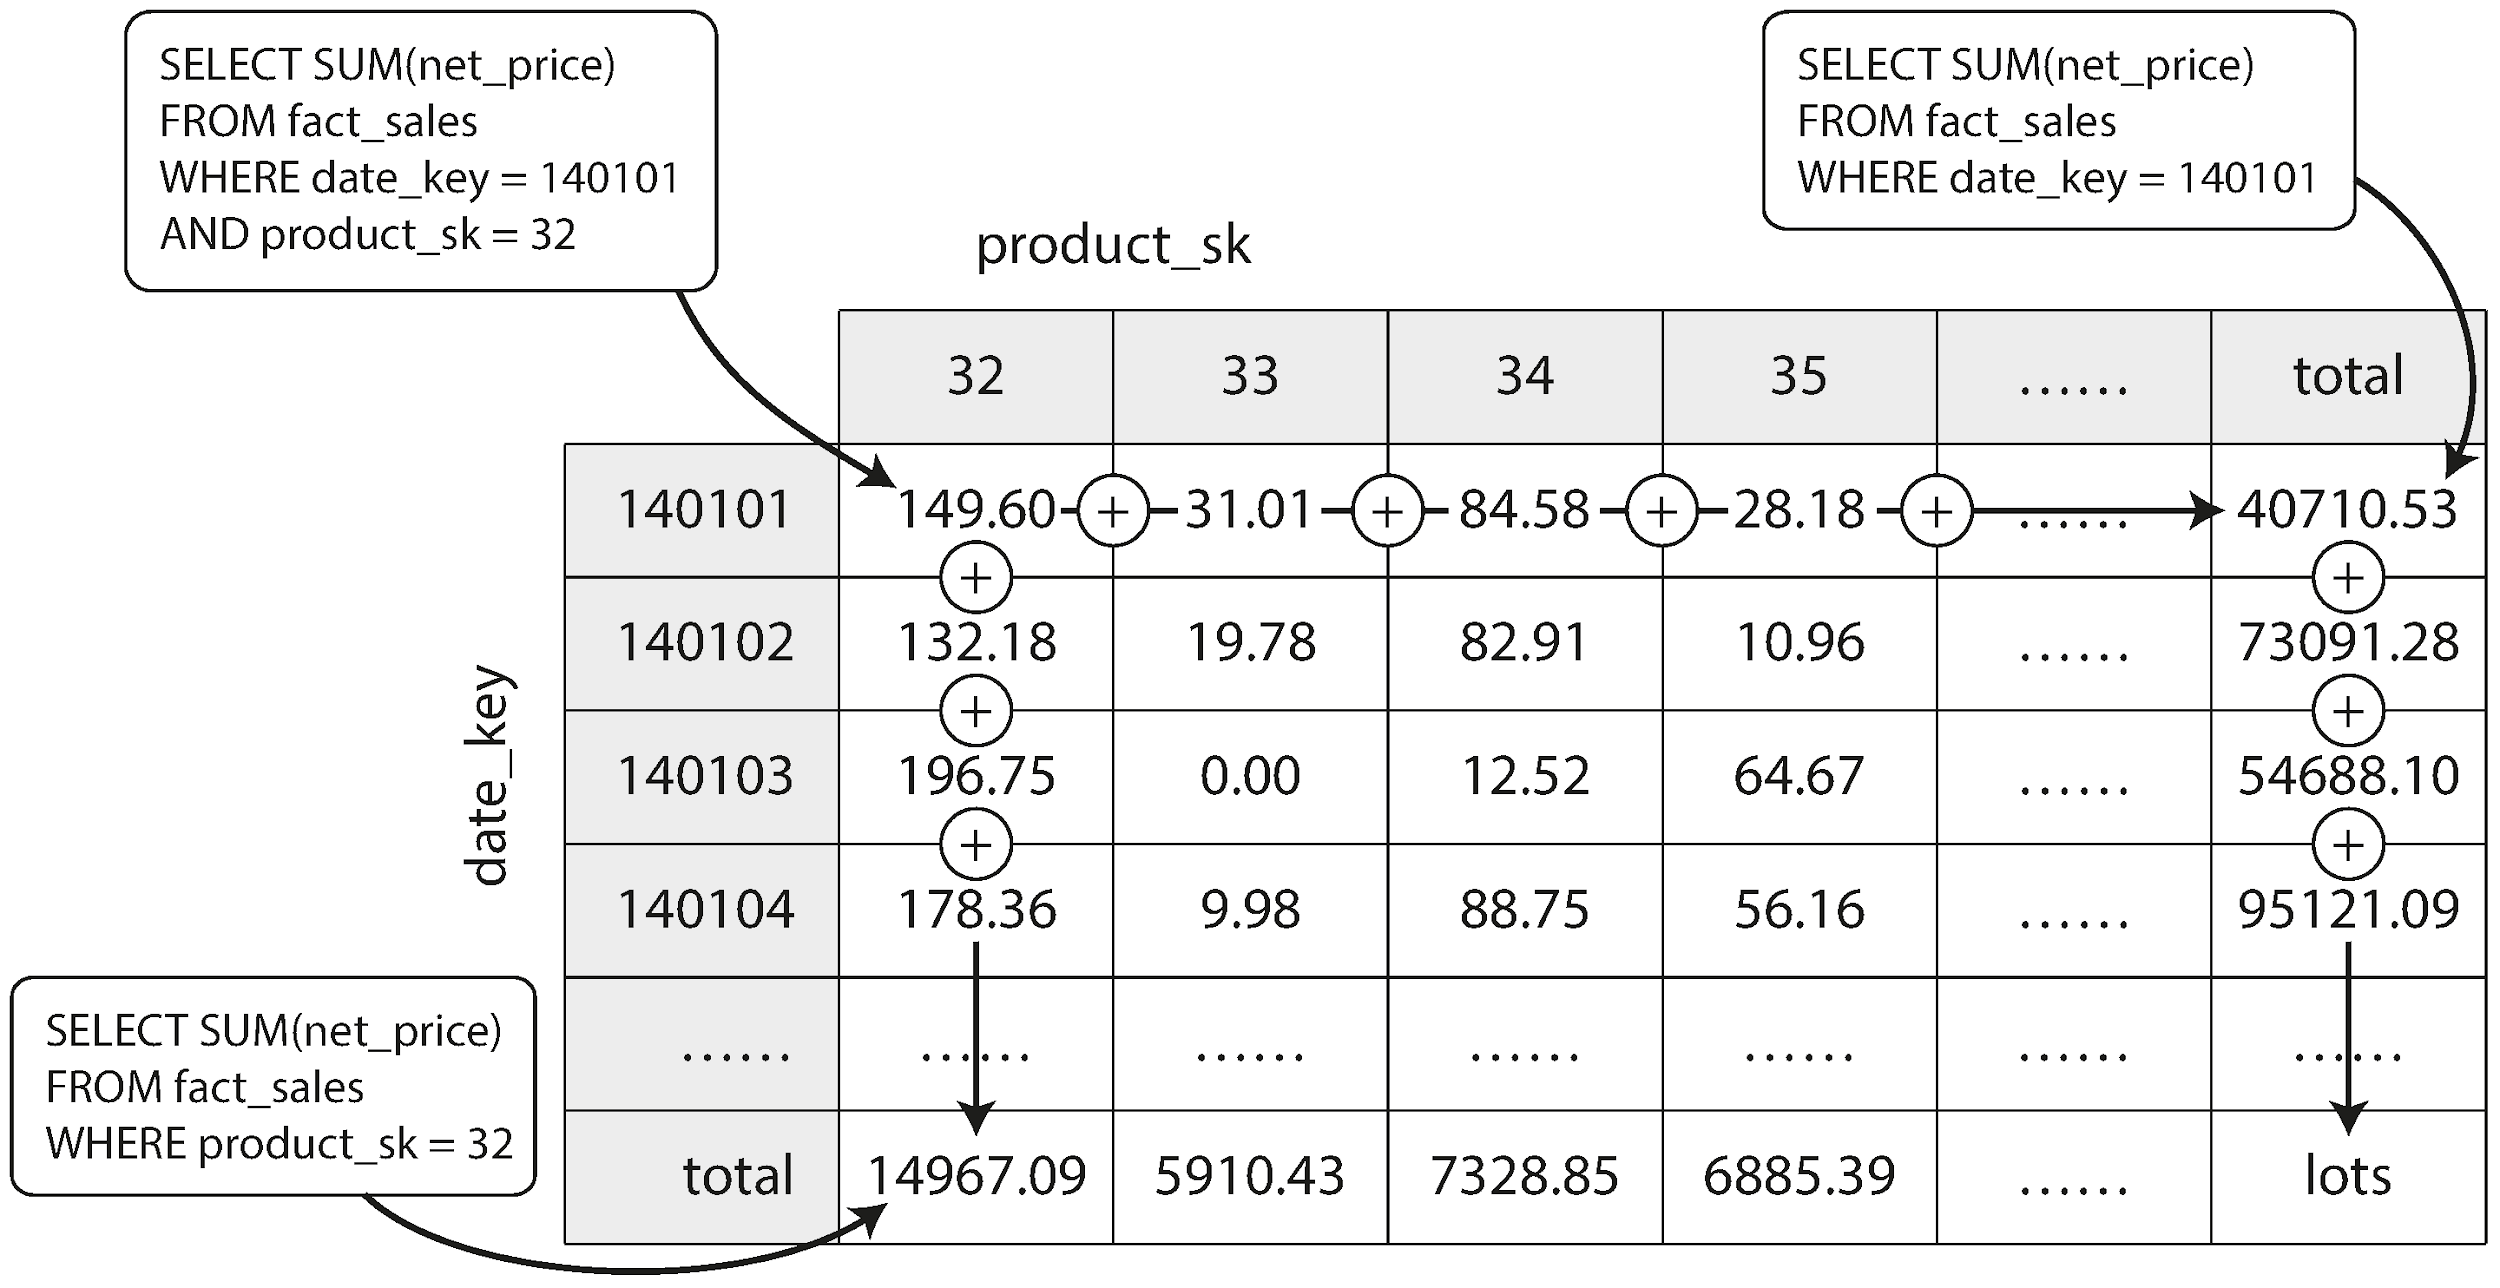 SELECT SUM(net_price)
FROM fact_sales
WHERE date_key = 140101
AND product_sk = 32
SELECT SUM(net_price)
FROM fact_sales
WHERE date_key = 140101
product_sk
32 33 34 35 ...... total
date_key
140101 149.60 + 31.01 + 84.58 + 28.18 + ...... 40710.53
+ +
140102 132.18 19.78 82.91 10.96 ...... 73091.28
+ +
140103 196.75 0.00 12.52 64.67 ...... 54688.10
+ +
140104 178.36 9.98 88.75 56.16 ...... 95121.09
...... ...... ...... ...... ...... ...... ......
total 14967.09 5910.43 7328.85 6885.39 ...... lots
SELECT SUM(net_price)
FROM fact_sales
WHERE product_sk = 32